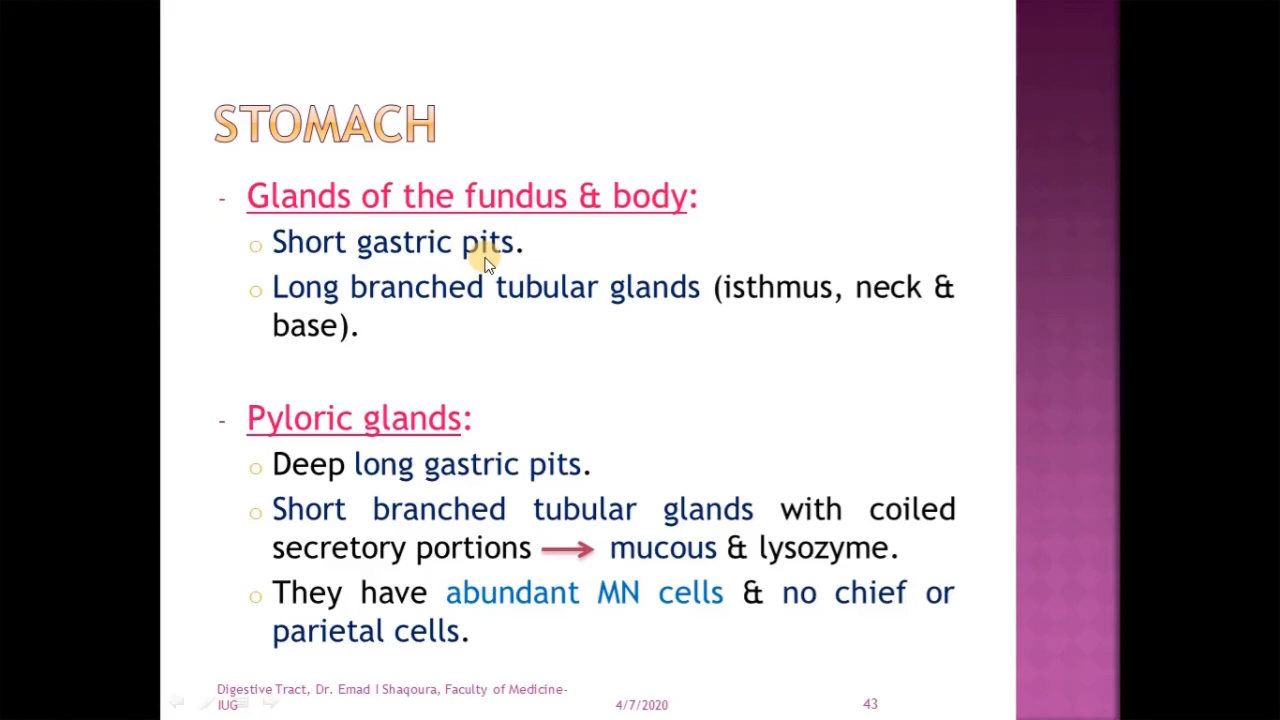 STOMACH
- Glands of the fundus & body:
o Short gastric pits.
o Long branched tubular glands (isthmus, neck &
base).
- Pyloric glands:
o Deep long gastric pits.
o Short branched tubular glands with coiled
secretory portions → mucous & lysozyme.
o They have abundant MN cells & no chief or
parietal cells.
Digestive Tract, Dr. Emad I Shaqoura, Faculty of Medicine-
IUG 4/7/2020 43